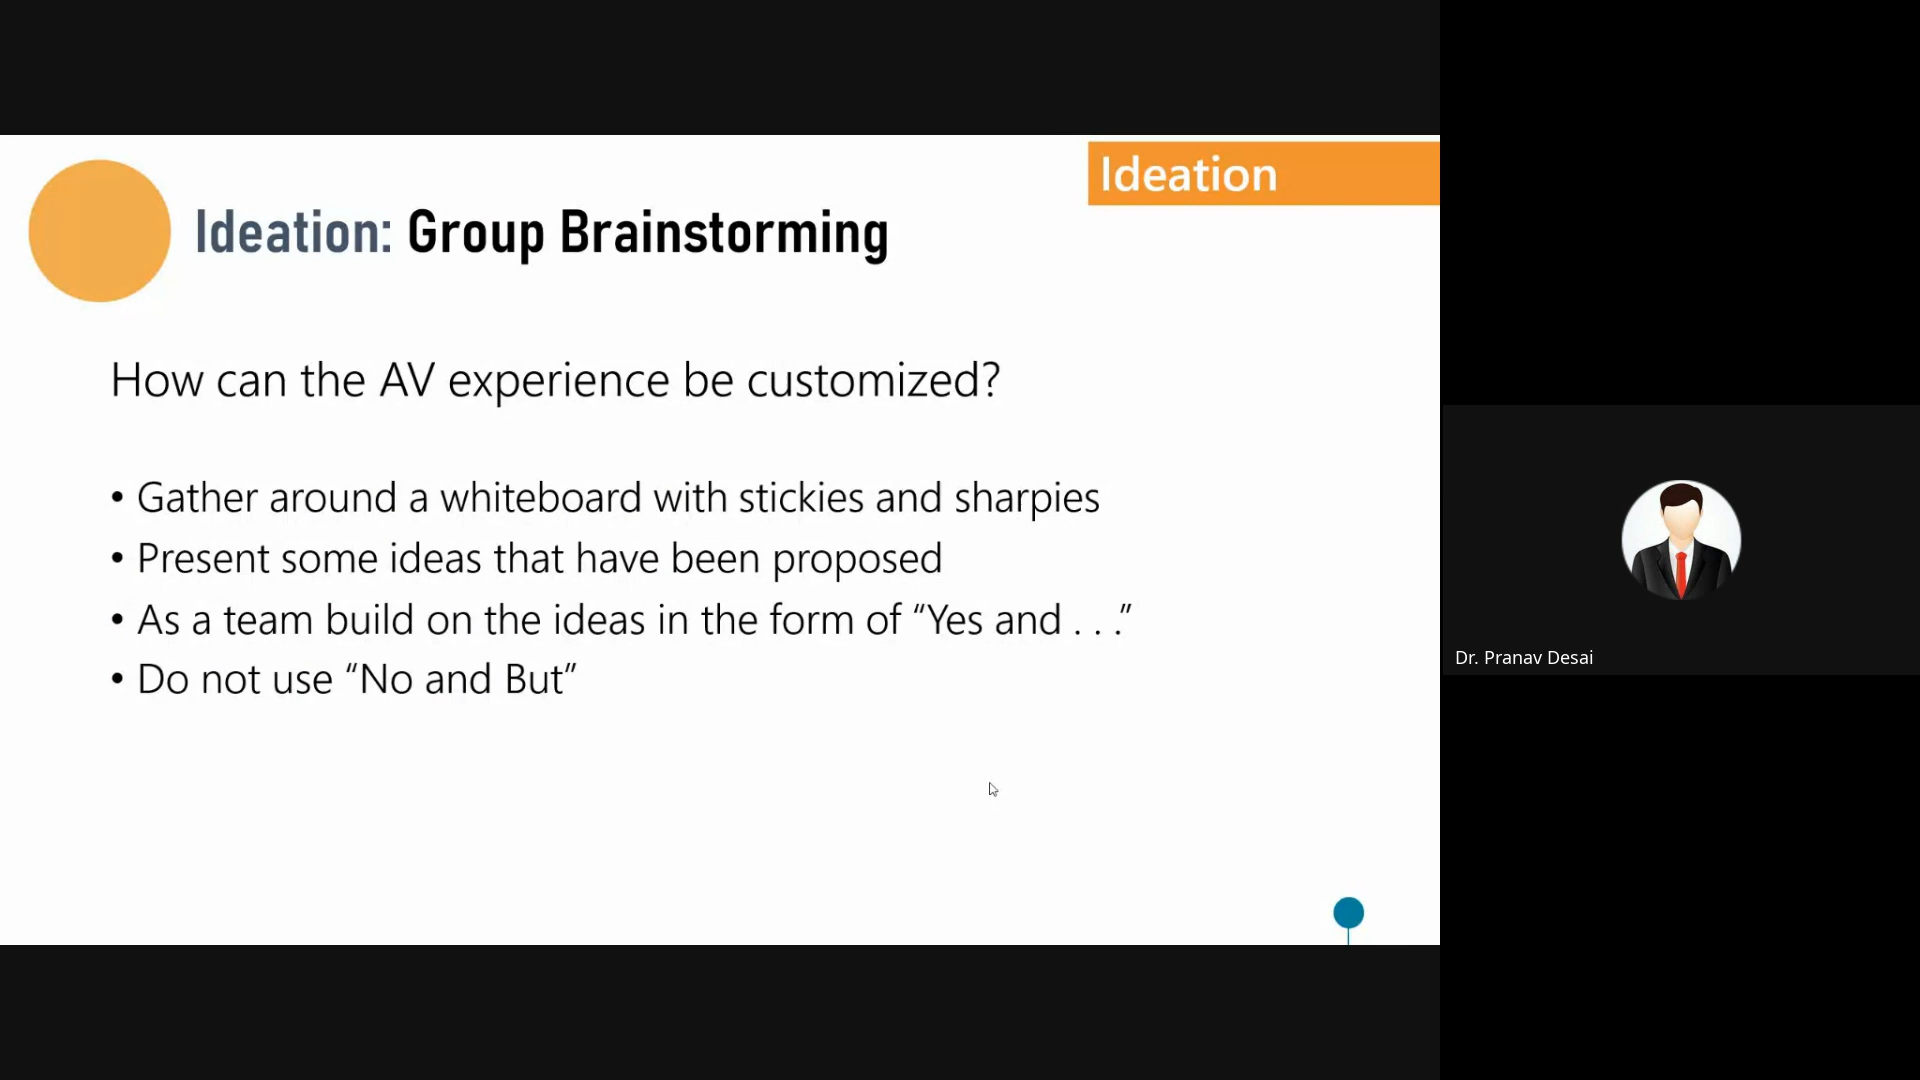 Ideation
Ideation: Group Brainstorming
How can the AV experience be customized?
• Gather around a whiteboard with stickies and sharpies
• Present some ideas that have been proposed
• As a team build on the ideas in the form of “Yes and . . .”
• Do not use “No and But”
Dr. Pranav Desai